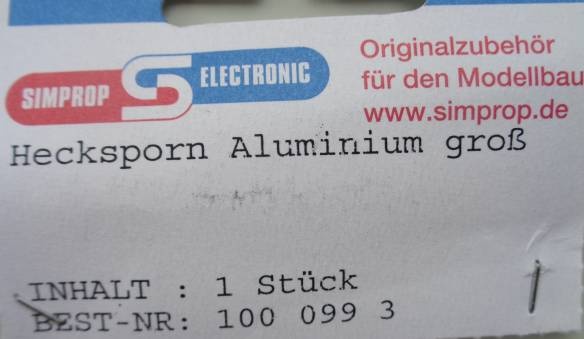 SIMPROP ELECTRONIC
Originalzubehör
für den Modellbau
www.simprop.de
Hecksporn Aluminium groß
INHALT : 1 Stück
BEST-NR: 100 099 3